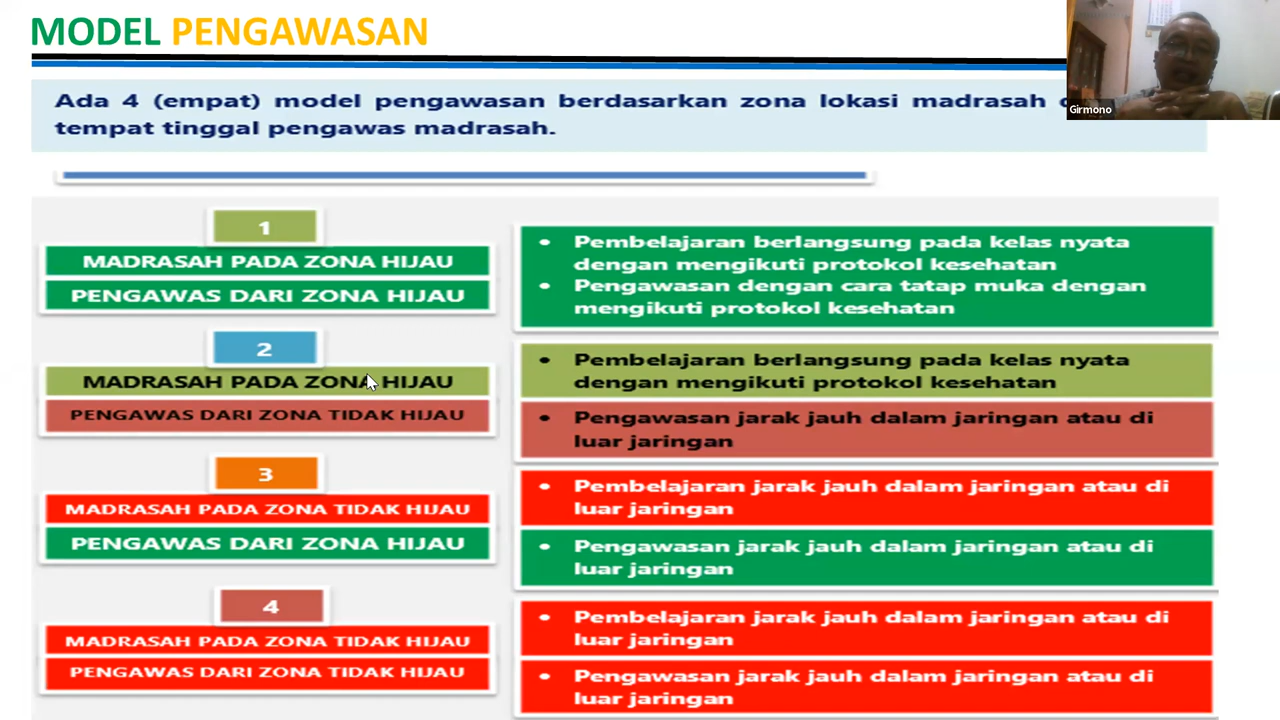 MODEL PENGAWASAN
Girmono
Ada 4 (empat) model pengawasan berdasarkan zona lokasi madrasah
tempat tinggal pengawas madrasah.
1
MADRASAH PADA ZONA HIJAU
PENGAWAS DARI ZONA HIJAU
• Pembelajaran berlangsung pada kelas nyata
dengan mengikuti protokol kesehatan
• Pengawasan dengan cara tatap muka dengan
mengikuti protokol kesehatan
2
MADRASAH PADA ZONA HIJAU
PENGAWAS DARI ZONA TIDAK HIJAU
• Pembelajaran berlangsung pada kelas nyata
dengan mengikuti protokol kesehatan
• Pengawasan jarak jauh dalam jaringan atau di
luar jaringan
3
MADRASAH PADA ZONA TIDAK HIJAU
PENGAWAS DARI ZONA HIJAU
• Pembelajaran jarak jauh dalam jaringan atau di
luar jaringan
• Pengawasan jarak jauh dalam jaringan atau di
luar jaringan
4
MADRASAH PADA ZONA TIDAK HIJAU
PENGAWAS DARI ZONA TIDAK HIJAU
• Pembelajaran jarak jauh dalam jaringan atau di
luar jaringan
• Pengawasan jarak jauh dalam jaringan atau di
luar jaringan